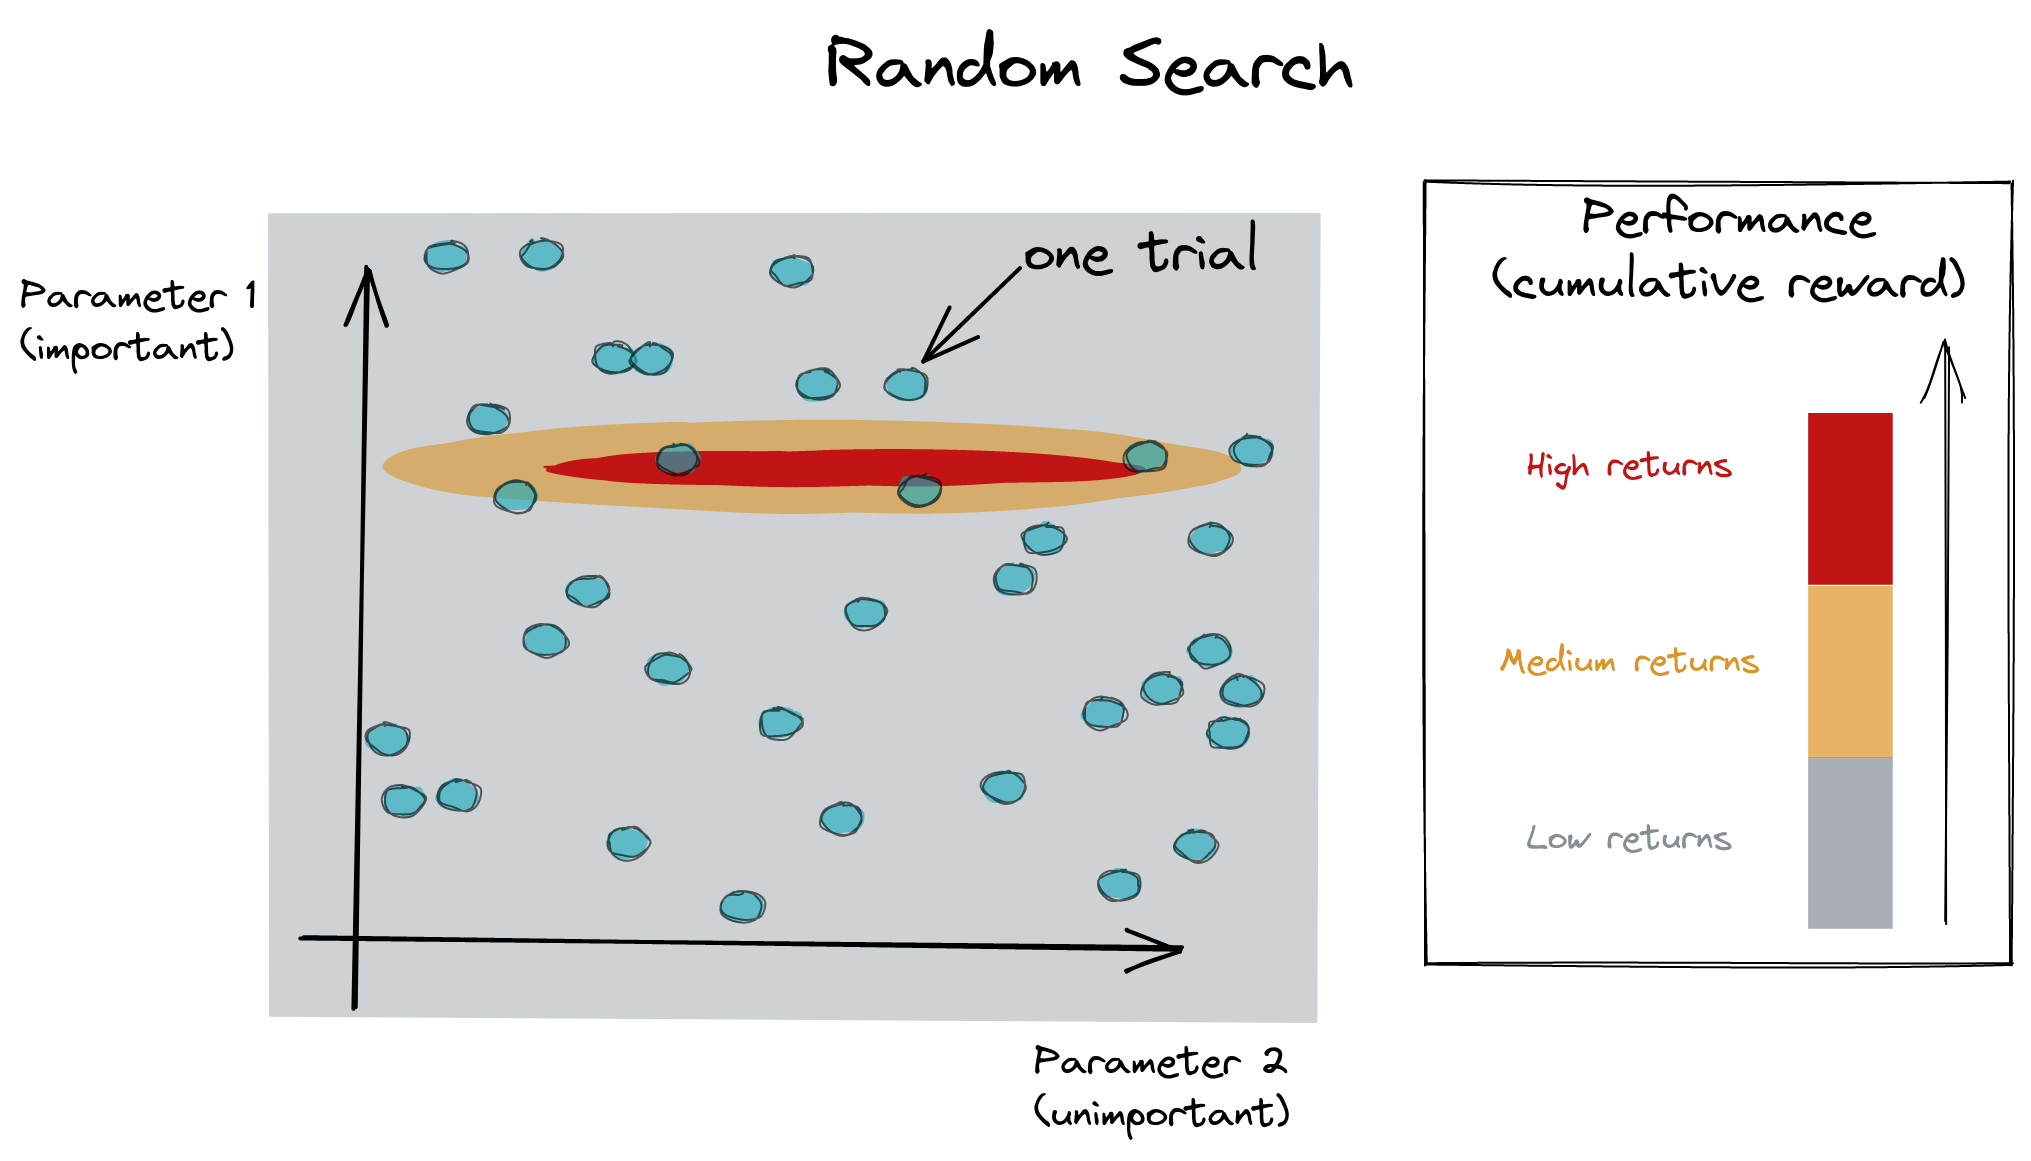 Random Search
Parameter 1
(important)
one trial
Parameter 2
(unimportant)
Performance
(cumulative reward)
High returns
Medium returns
Low returns